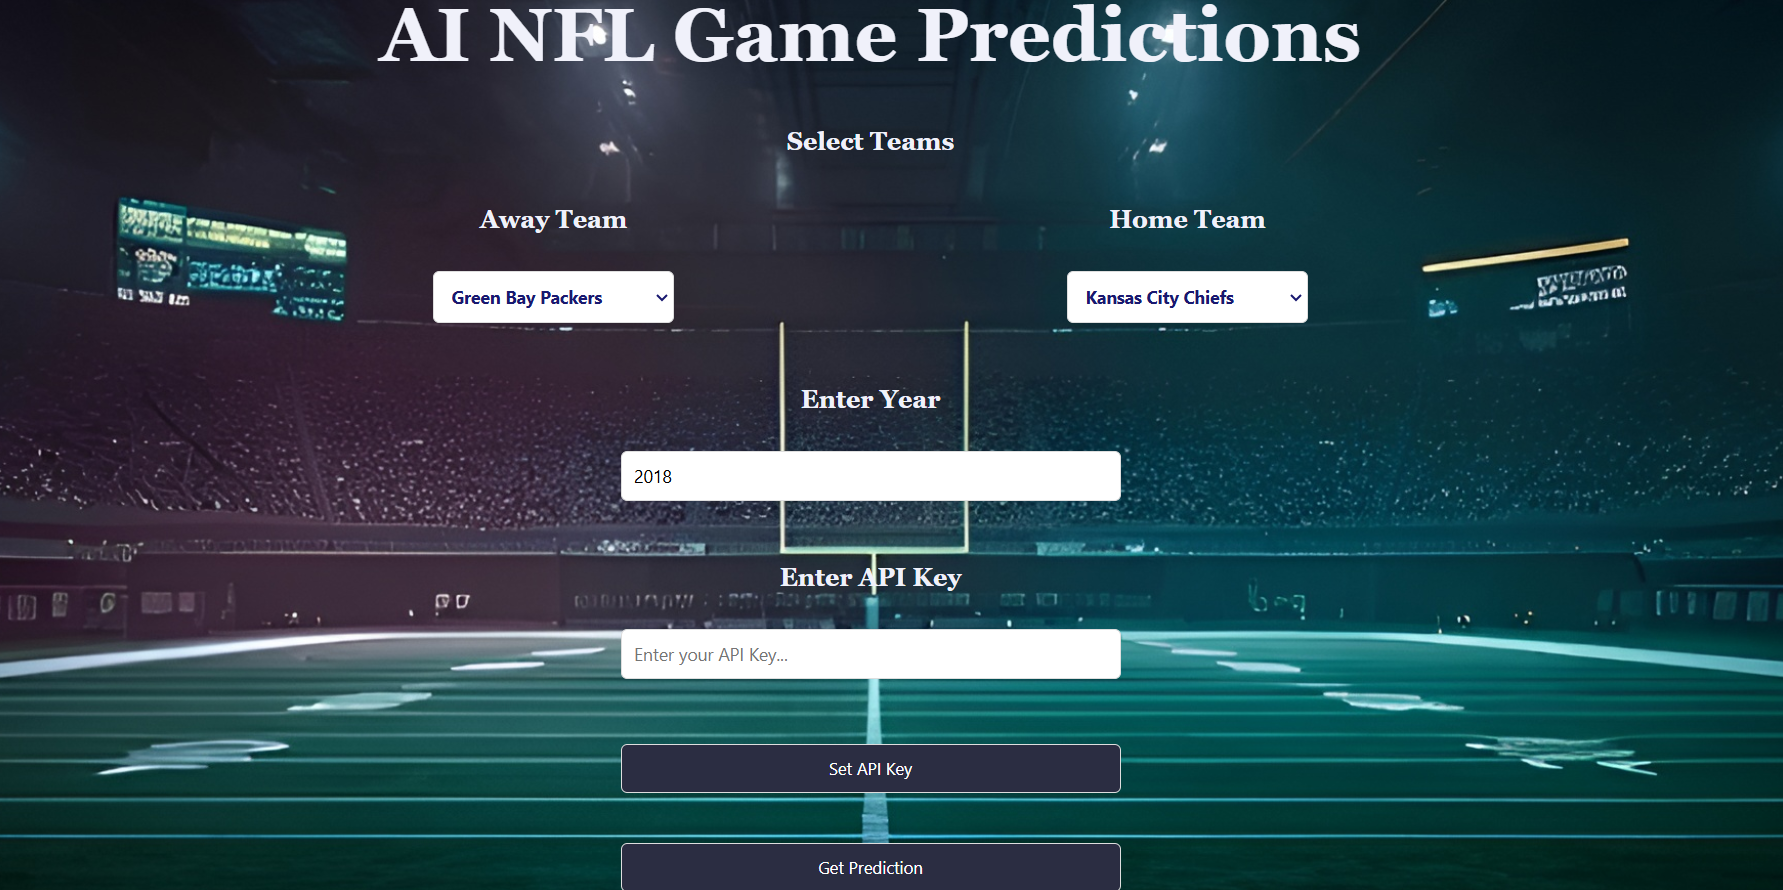 AI NFL Game Predictions
Select Teams
Away Team
Home Team
Green Bay Packers
Kansas City Chiefs
Enter Year
2018
Enter API Key
Enter your API Key...
Set API Key
Get Prediction